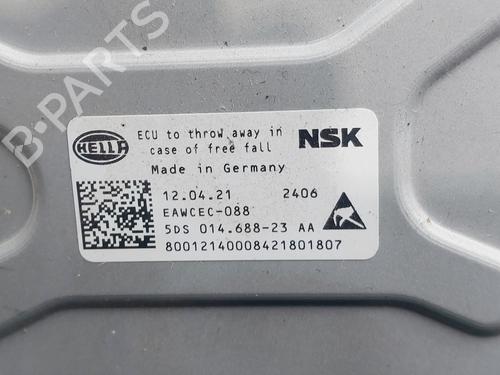 B-PARTS
HELLA
ECU to throw away in
case of free fall
NSK
Made in Germany
12.04.21 2406
EAWCEC-088
5DS 014.688-23 AA
80012140008421801807